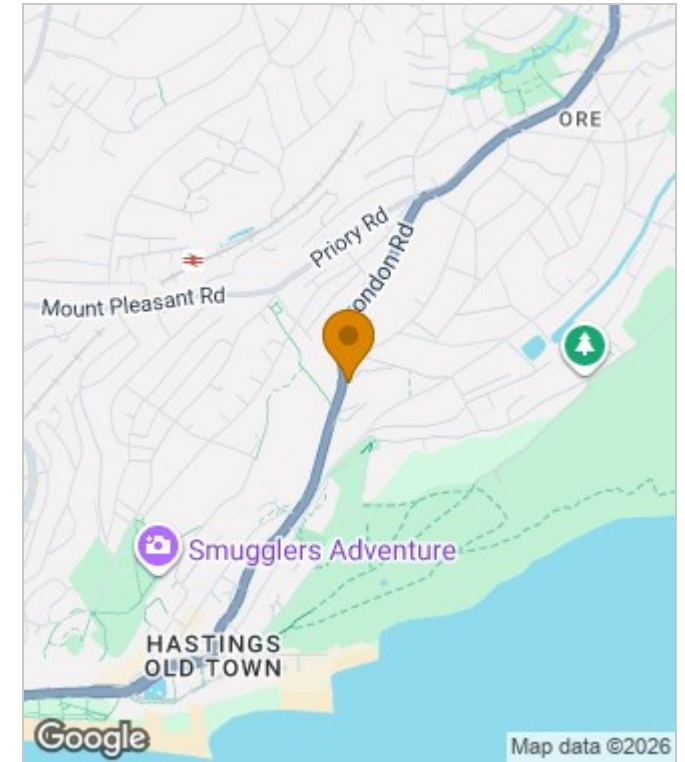 ORE
Priory Rd
London Rd
Mount Pleasant Rd
Smugglers Adventure
HASTINGS
OLD TOWN
Google
Map data ©2026